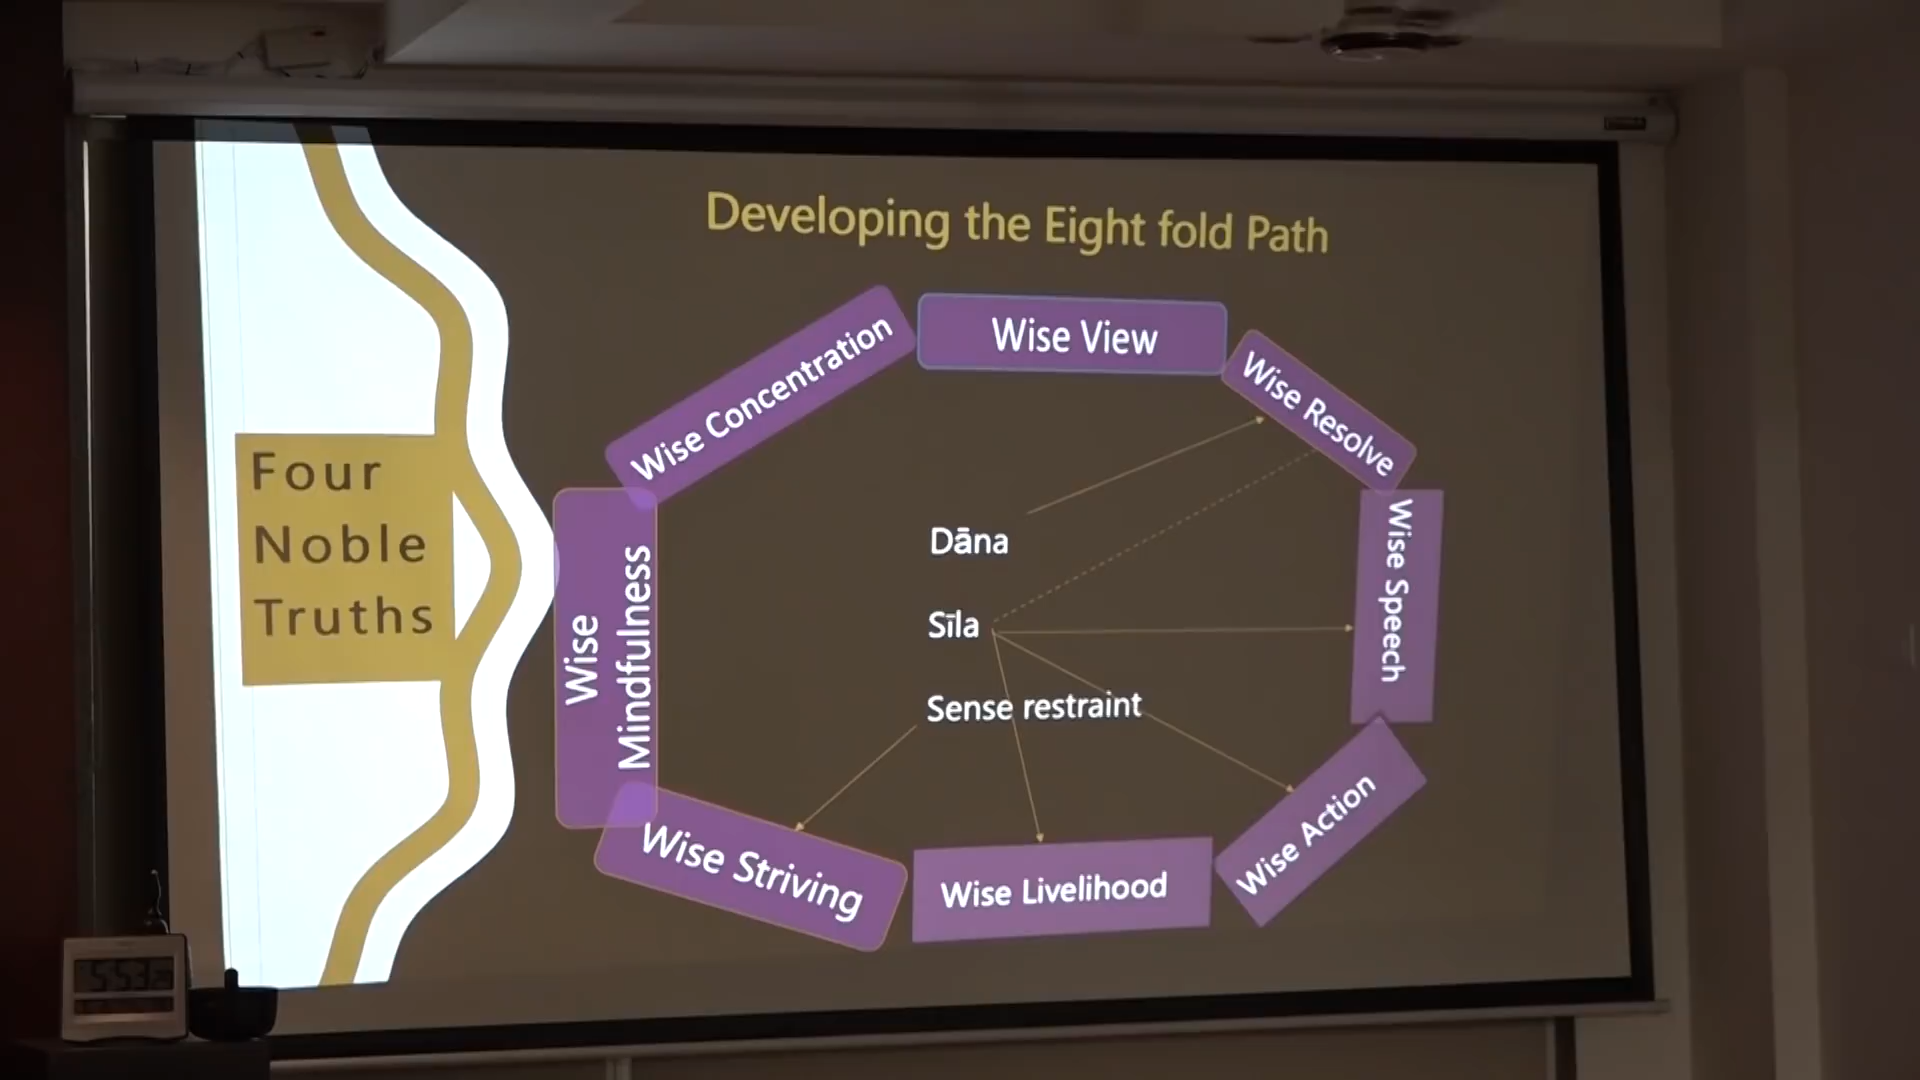 Developing the Eight fold Path
Four
Noble
Truths
Wise View
Wise Resolve
Wise Speech
Wise Action
Wise Livelihood
Wise Striving
Wise
Mindfulness
Wise Concentration
Dāna
Sīla
Sense restraint